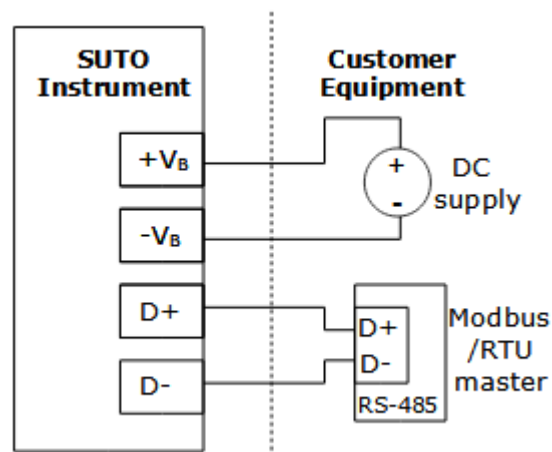 SUTO
Instrument
Customer
Equipment
+VB
+
-
DC
supply
-VB
D+
D-
D+
D-
RS-485
Modbus
/RTU
master